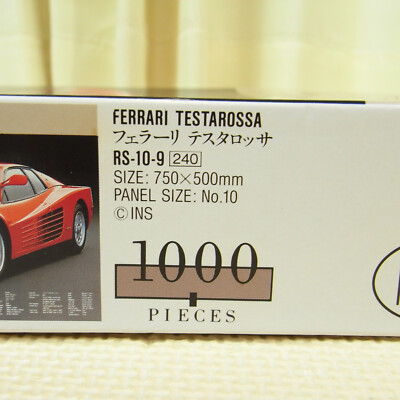 FERRARI TESTAROSSA
フェラーリ テスタロッサ
RS-10-9 240
SIZE: 750×500mm
PANEL SIZE: No.10
© INS
1000
PIECES